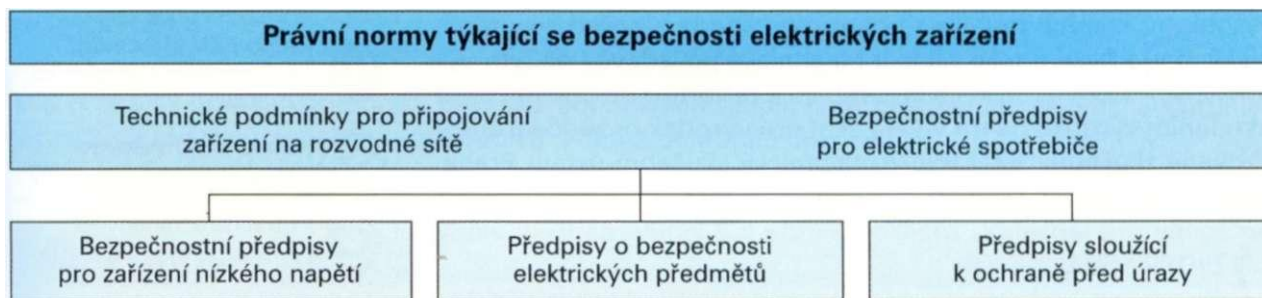 Právní normy týkající se bezpečnosti elektrických zařízení
Technické podmínky pro připojování
zařízení na rozvodné sítě
Bezpečnostní předpisy
pro elektrické spotřebiče
Bezpečnostní předpisy
pro zařízení nízkého napětí
Předpisy o bezpečnosti
elektrických předmětů
Předpisy sloužící
k ochraně před úrazy